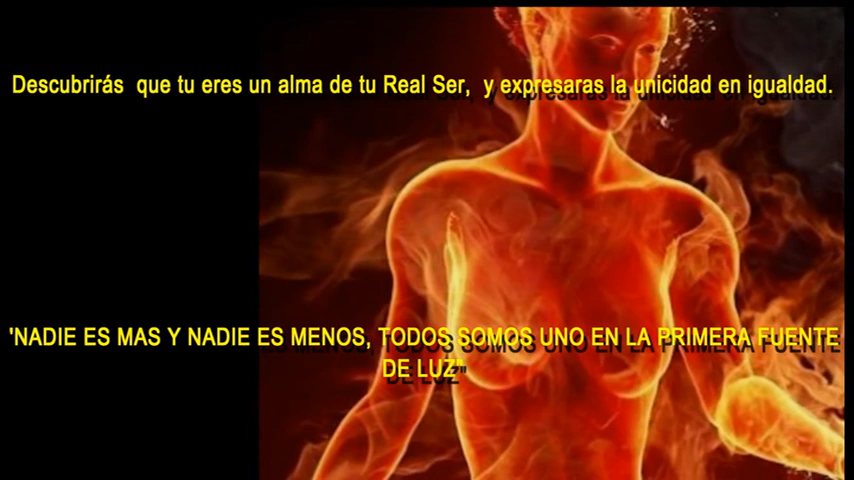 Descubrirás que tu eres un alma de tu Real Ser, y expresaras la unicidad en igualdad.
'NADIE ES MAS Y NADIE ES MENOS, TODOS SOMOS UNO EN LA PRIMERA FUENTE
DE LUZ"